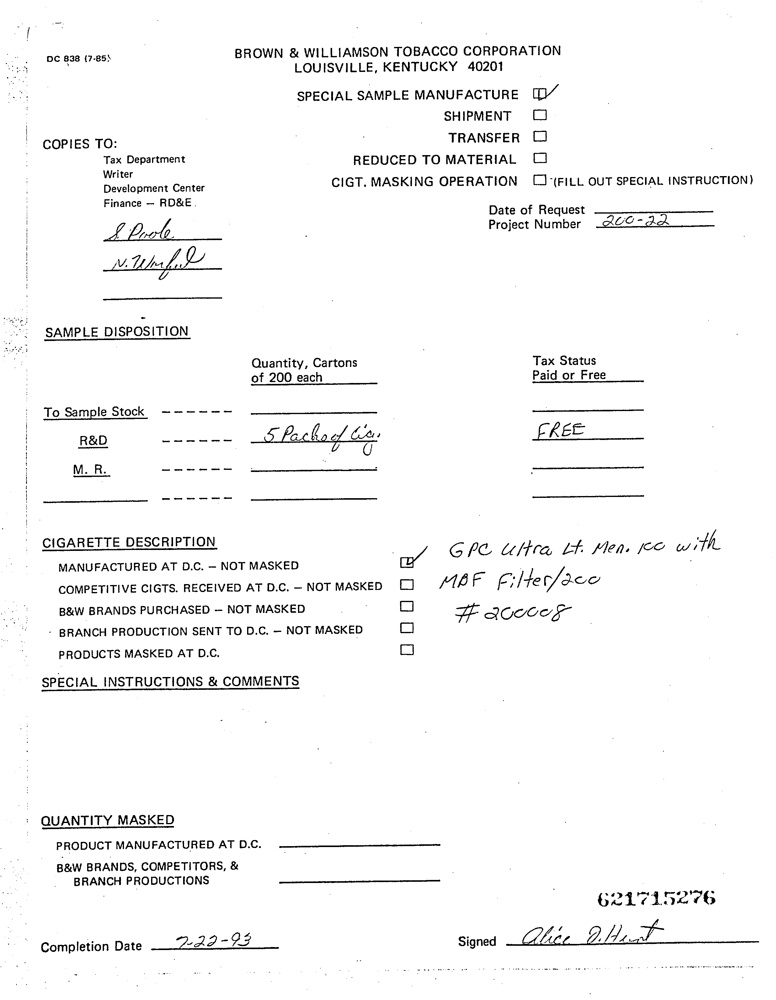 DC 838 (7-85)
BROWN & WILLIAMSON TOBACCO CORPORATION
LOUISVILLE, KENTUCKY 40201
SPECIAL SAMPLE MANUFACTURE
SHIPMENT
TRANSFER
REDUCED TO MATERIAL
CIGT. MASKING OPERATION (FILL OUT SPECIAL INSTRUCTION)
COPIES TO:
Tax Department
Writer
Development Center
Finance — RD&E
S Poole
N.
Date of Request
Project Number 200-22
SAMPLE DISPOSITION
Quantity, Cartons
of 200 each
Tax Status
Paid or Free
To Sample Stock
R&D 5 Packs of Cig. FREE
M. R.
CIGARETTE DESCRIPTION
MANUFACTURED AT D.C. — NOT MASKED
COMPETITIVE CIGTS. RECEIVED AT D.C. — NOT MASKED
B&W BRANDS PURCHASED — NOT MASKED
BRANCH PRODUCTION SENT TO D.C. — NOT MASKED
PRODUCTS MASKED AT D.C.
GPC Ultra Lt. Men. 100 with
MBF Filter/200
#200008
SPECIAL INSTRUCTIONS & COMMENTS
QUANTITY MASKED
PRODUCT MANUFACTURED AT D.C.
B&W BRANDS, COMPETITORS, &
BRANCH PRODUCTIONS
621715276
Completion Date 7-22-93
Signed Alice D. Hunt